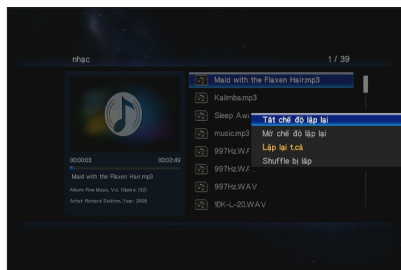 nhạc
1 / 39
Maid with the Flaxen Hair.mp3
Kalimba.mp3
Sleep Awa
music.mp3
997Hz.WA
997Hz.WA
997Hz.WAV
10K-L-20.WAV
Tắt chế độ lặp lại
Mở chế độ lặp lại
Lặp lại t.cả
Shuffle bị lặp
00:00:03
00:02:49
Maid with the Flaxen Hair.mp3
Album: Fine Music, Vol. 1Genre: (32)
Artist: Richard Stoltzm, Year: 2008